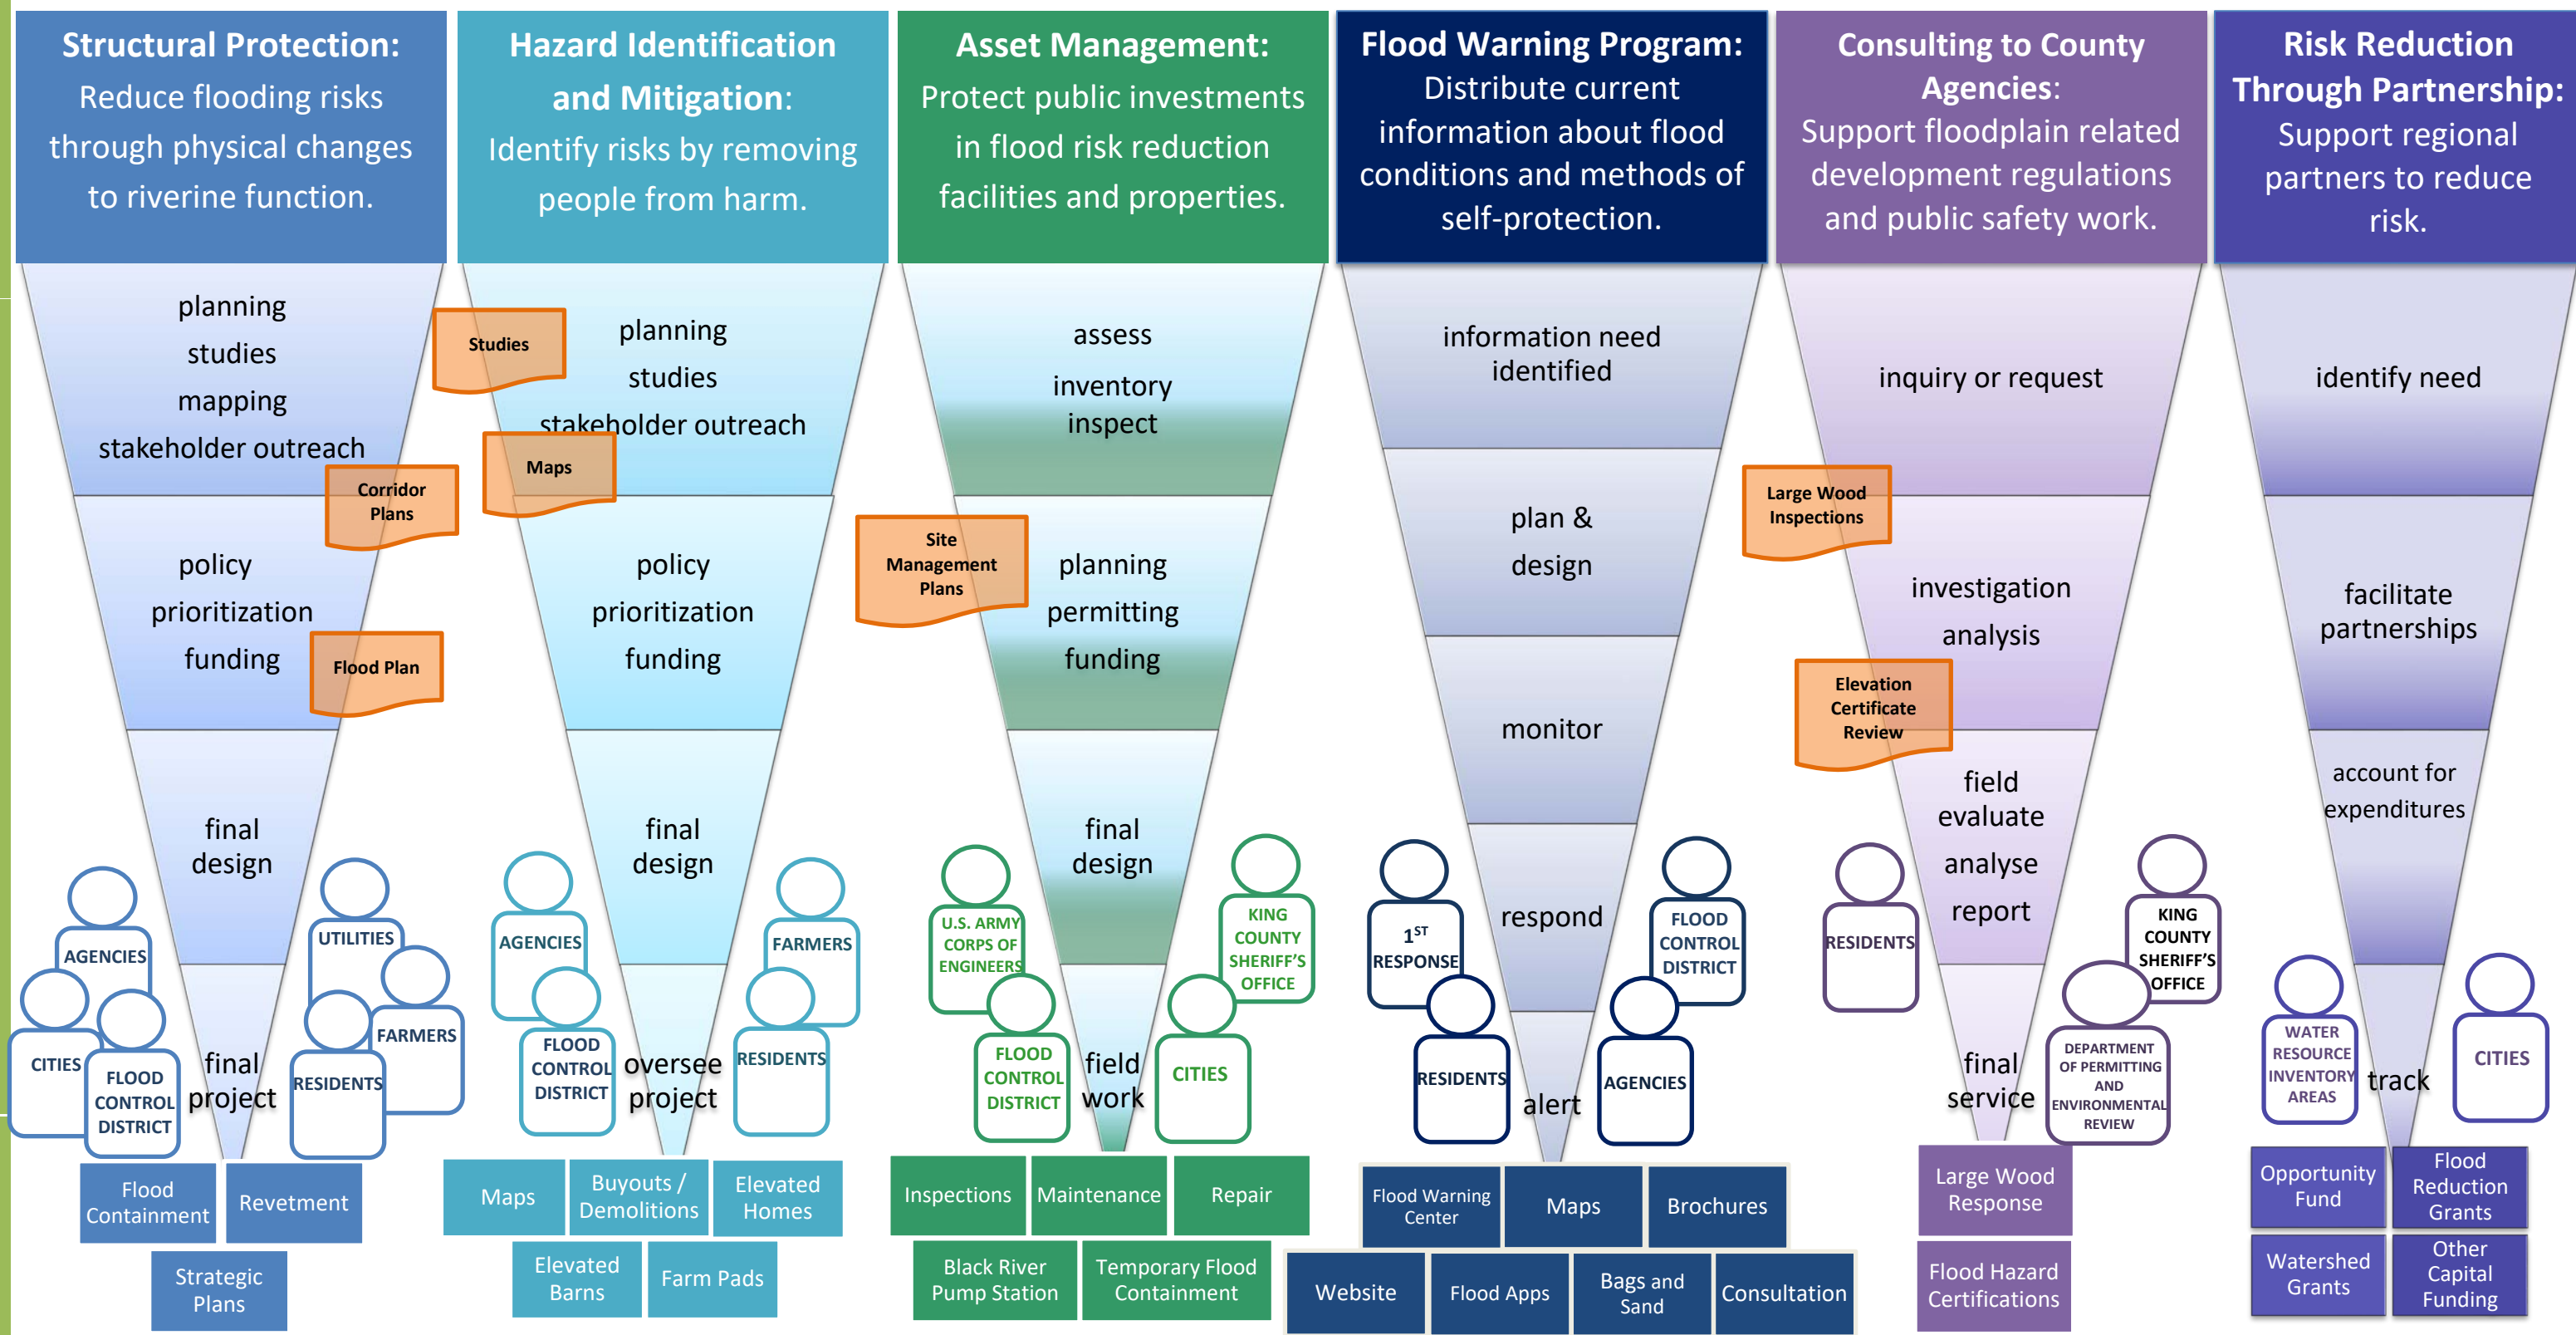 Structural Protection:
Reduce flooding risks
through physical changes
to riverine function.
planning
studies
mapping
stakeholder outreach
Corridor
Plans
policy
prioritization
funding
Flood Plan
final
design
AGENCIES
CITIES
FLOOD
CONTROL
DISTRICT
UTILITIES
FARMERS
RESIDENTS
final
project
Flood
Containment
Revetment
Strategic
Plans
Hazard Identification
and Mitigation:
Identify risks by removing
people from harm.
Studies
planning
studies
stakeholder outreach
Maps
policy
prioritization
funding
final
design
AGENCIES
FLOOD
CONTROL
DISTRICT
FARMERS
RESIDENTS
oversee
project
Maps
Buyouts /
Demolitions
Elevated
Homes
Elevated
Barns
Farm Pads
Asset Management:
Protect public investments
in flood risk reduction
facilities and properties.
assess
inventory
inspect
Site
Management
Plans
planning
permitting
funding
final
design
U.S. ARMY
CORPS OF
ENGINEERS
FLOOD
CONTROL
DISTRICT
KING
COUNTY
SHERIFF'S
OFFICE
CITIES
field
work
Inspections
Maintenance
Repair
Black River
Pump Station
Temporary Flood
Containment
Flood Warning Program:
Distribute current
information about flood
conditions and methods of
self-protection.
information need
identified
plan &
design
monitor
respond
1ST
RESPONSE
RESIDENTS
FLOOD
CONTROL
DISTRICT
AGENCIES
alert
Flood Warning
Center
Maps
Brochures
Website
Flood Apps
Bags and
Sand
Consultation
Consulting to County
Agencies:
Support floodplain related
development regulations
and public safety work.
inquiry or request
Large Wood
Inspections
investigation
analysis
Elevation
Certificate
Review
field
evaluate
analyse
report
RESIDENTS
KING
COUNTY
SHERIFF'S
OFFICE
DEPARTMENT
OF PERMITTING
AND
ENVIRONMENTAL
REVIEW
final
service
Large Wood
Response
Flood Hazard
Certifications
Risk Reduction
Through Partnership:
Support regional
partners to reduce
risk.
identify need
facilitate
partnerships
account for
expenditures
WATER
RESOURCE
INVENTORY
AREAS
CITIES
track
Opportunity
Fund
Flood
Reduction
Grants
Watershed
Grants
Other
Capital
Funding